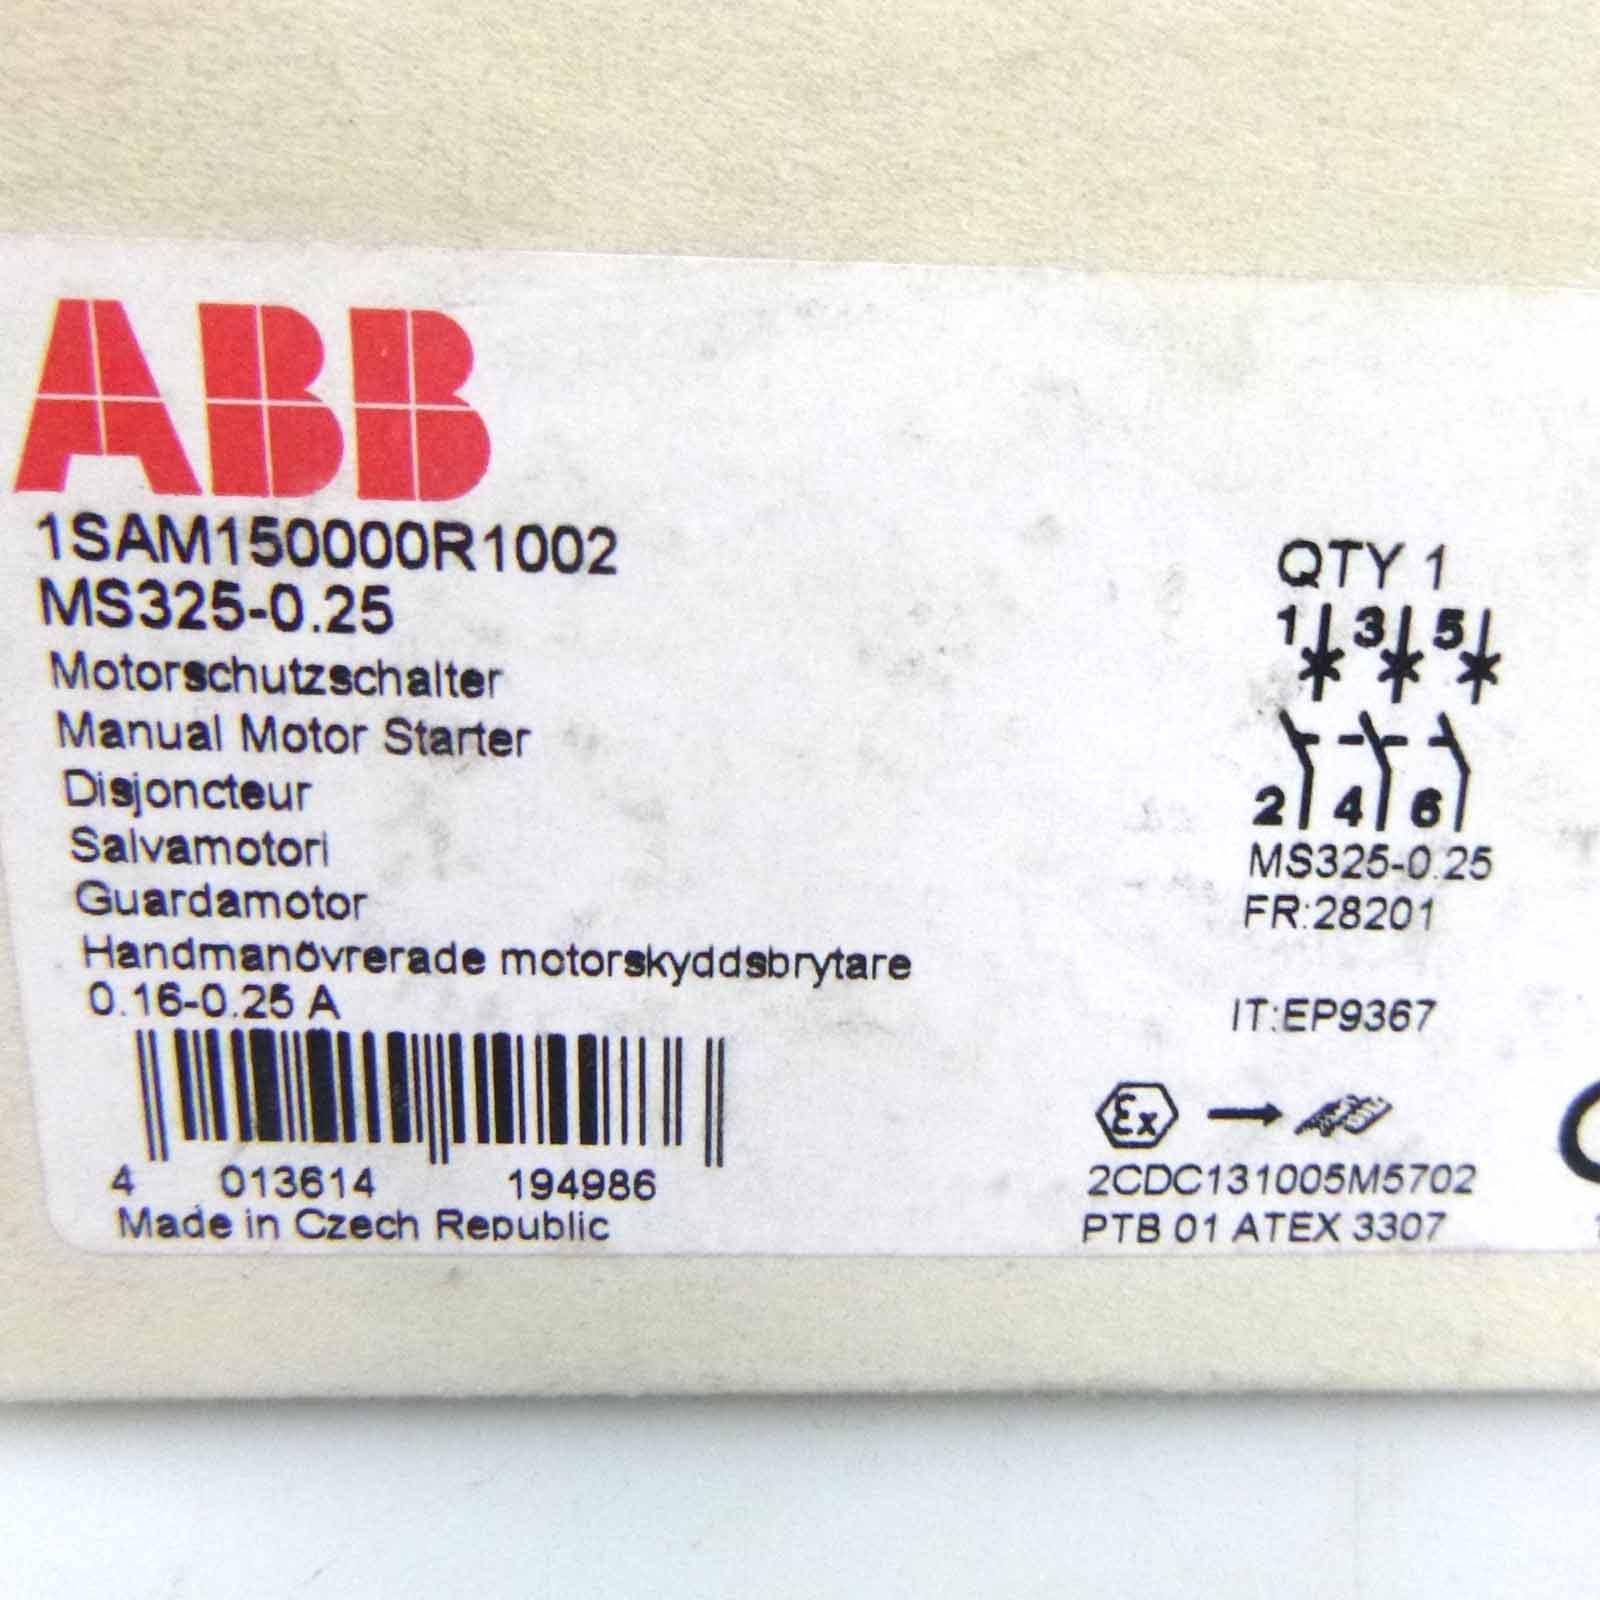 ABB
1SAM150000R1002
MS325-0.25
Motorschutzschalter
Manual Motor Starter
Disjoncteur
Salvamotori
Guardamotor
Handmanövrerade motorskyddsbrytare
0.16-0.25 A
4 013614 194986
Made in Czech Republic
QTY 1
1 3 5
2 4 6
MS325-0.25
FR:28201
IT:EP9367
Ex
2CDC131005M5702
PTB 01 ATEX 3307